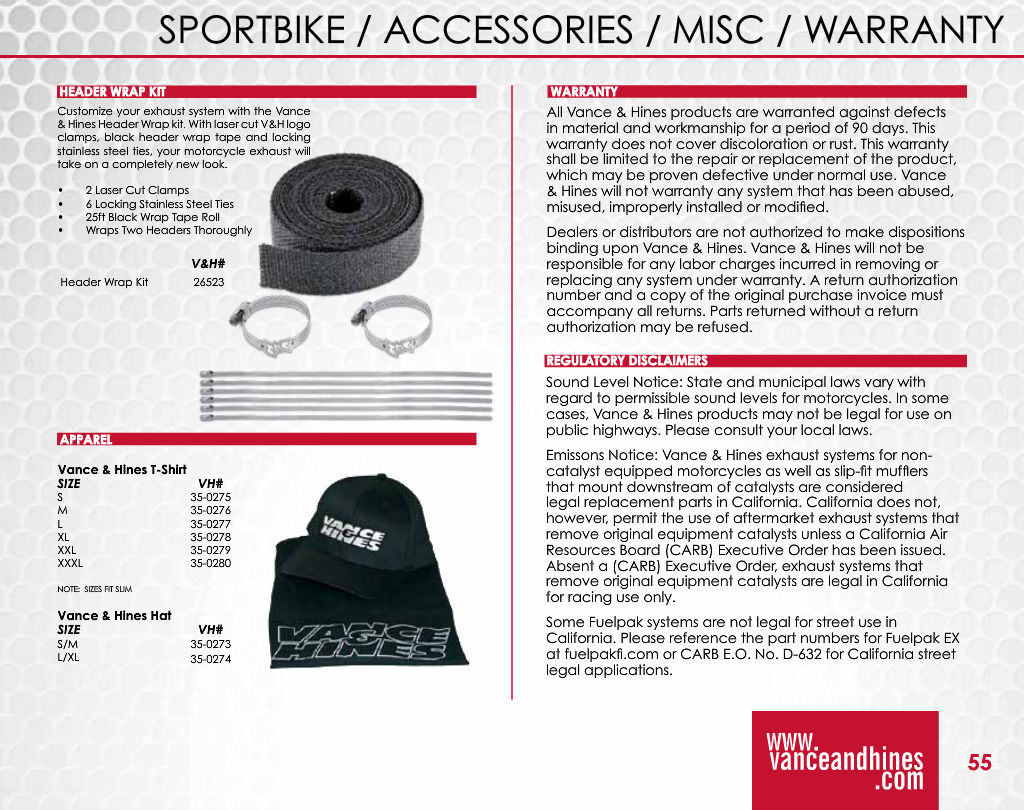 SPORTBIKE / ACCESSORIES / MISC / WARRANTY
HEADER WRAP KIT
Customize your exhaust system with the Vance
& Hines Header Wrap kit. With laser cut V&H logo
clamps, black header wrap tape and locking
stainless steel ties, your motorcycle exhaust will
take on a completely new look.
• 2 Laser Cut Clamps
• 6 Locking Stainless Steel Ties
• 25ft Black Wrap Tape Roll
• Wraps Two Headers Thoroughly
V&H#
Header Wrap Kit 26523
APPAREL
Vance & Hines T-Shirt
SIZE VH#
S 35-0275
M 35-0276
L 35-0277
XL 35-0278
XXL 35-0279
XXXL 35-0280
NOTE: SIZES FIT SLIM
Vance & Hines Hat
SIZE VH#
S/M 35-0273
L/XL 35-0274
VANCE
& HINES
VANCE
& HINES
WARRANTY
All Vance & Hines products are warranted against defects
in material and workmanship for a period of 90 days. This
warranty does not cover discoloration or rust. This warranty
shall be limited to the repair or replacement of the product,
which may be proven defective under normal use. Vance
& Hines will not warranty any system that has been abused,
misused, improperly installed or modified.
Dealers or distributors are not authorized to make dispositions
binding upon Vance & Hines. Vance & Hines will not be
responsible for any labor charges incurred in removing or
replacing any system under warranty. A return authorization
number and a copy of the original purchase invoice must
accompany all returns. Parts returned without a return
authorization may be refused.
REGULATORY DISCLAIMERS
Sound Level Notice: State and municipal laws vary with
regard to permissible sound levels for motorcycles. In some
cases, Vance & Hines products may not be legal for use on
public highways. Please consult your local laws.
Emissons Notice: Vance & Hines exhaust systems for non-
catalyst equipped motorcycles as well as slip-fit mufflers
that mount downstream of catalysts are considered
legal replacement parts in California. California does not,
however, permit the use of aftermarket exhaust systems that
remove original equipment catalysts unless a California Air
Resources Board (CARB) Executive Order has been issued.
Absent a (CARB) Executive Order, exhaust systems that
remove original equipment catalysts are legal in California
for racing use only.
Some Fuelpak systems are not legal for street use in
California. Please reference the part numbers for Fuelpak EX
at fuelpakfi.com or CARB E.O. No. D-632 for California street
legal applications.
www.
vanceandhines
.com
55